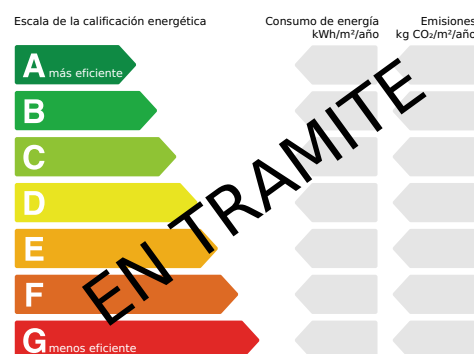 Escala de la calificación energética
Consumo de energía
kWh/m²/año
Emisiones
kg CO₂/m²/año
A más eficiente
B
C
D
E
F
G menos eficiente
EN TRAMITE